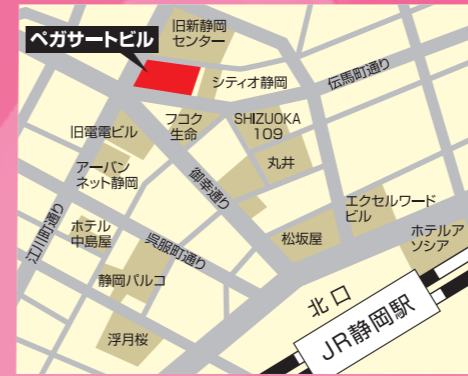 旧新静岡
センター
ペガサートビル
シティオ静岡
伝馬町通り
旧電電ビル
フコク
生命
SHIZUOKA
109
丸井
アーバン
ネット静岡
御幸通り
江川町通り
ホテル
中島屋
呉服町通り
エクセルワード
ビル
松坂屋
ホテルア
ソシア
静岡パルコ
浮月桜
北口
JR静岡駅